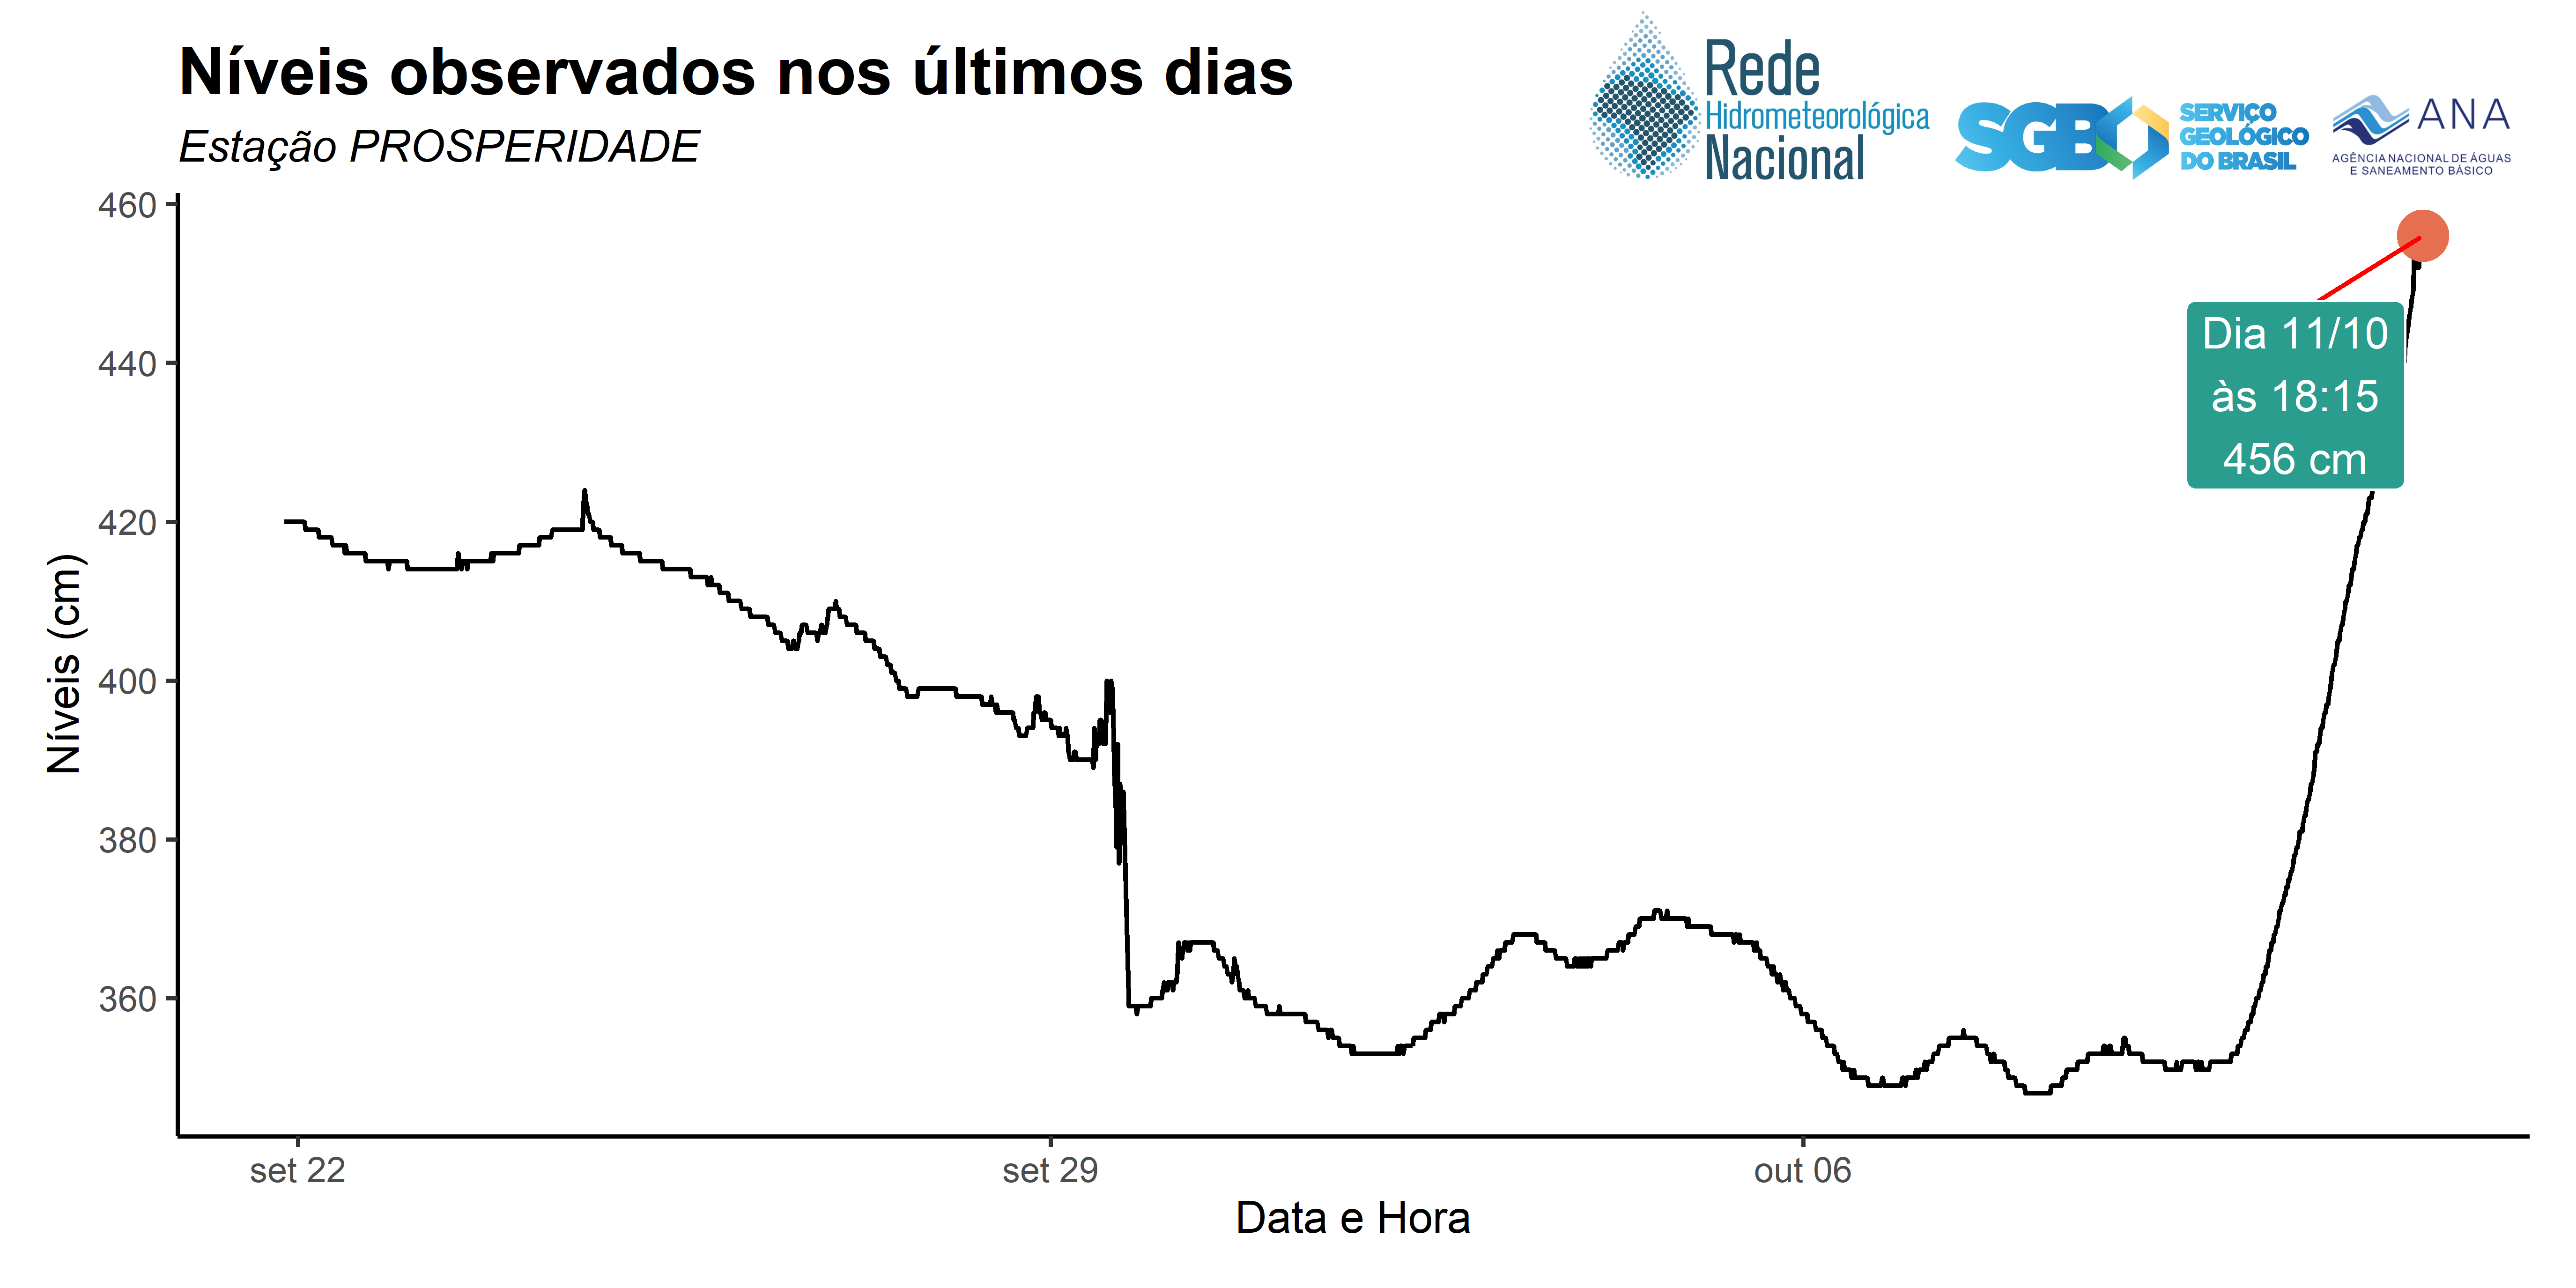 Níveis observados nos últimos dias
Estação PROSPERIDADE
Rede
Hidrometeorológica
Nacional
SGB
SERVIÇO
GEOLÓGICO
DO BRASIL
ANA
AGÊNCIA NACIONAL DE ÁGUAS
E SANEAMENTO BÁSICO
460
440
420
400
380
360
Níveis (cm)
Dia 11/10
às 18:15
456 cm
set 22
set 29
out 06
Data e Hora